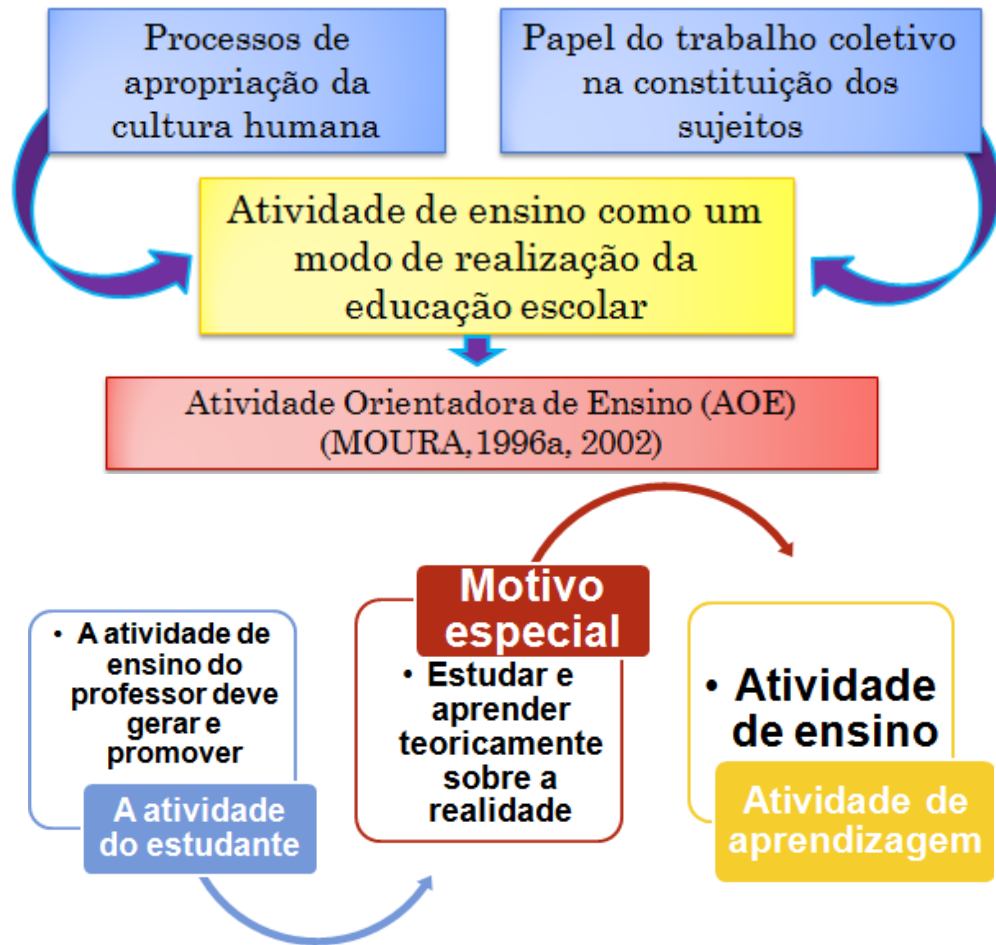 Processos de
apropriação da
cultura humana
Papel do trabalho coletivo
na constituição dos
sujeitos
Atividade de ensino como um
modo de realização da
educação escolar
Atividade Orientadora de Ensino (AOE)
(MOURA,1996a, 2002)
• A atividade de
ensino do
professor deve
gerar e
promover
A atividade
do estudante
Motivo
especial
• Estudar e
aprender
teoricamente
sobre a
realidade
• Atividade
de ensino
Atividade de
aprendizagem